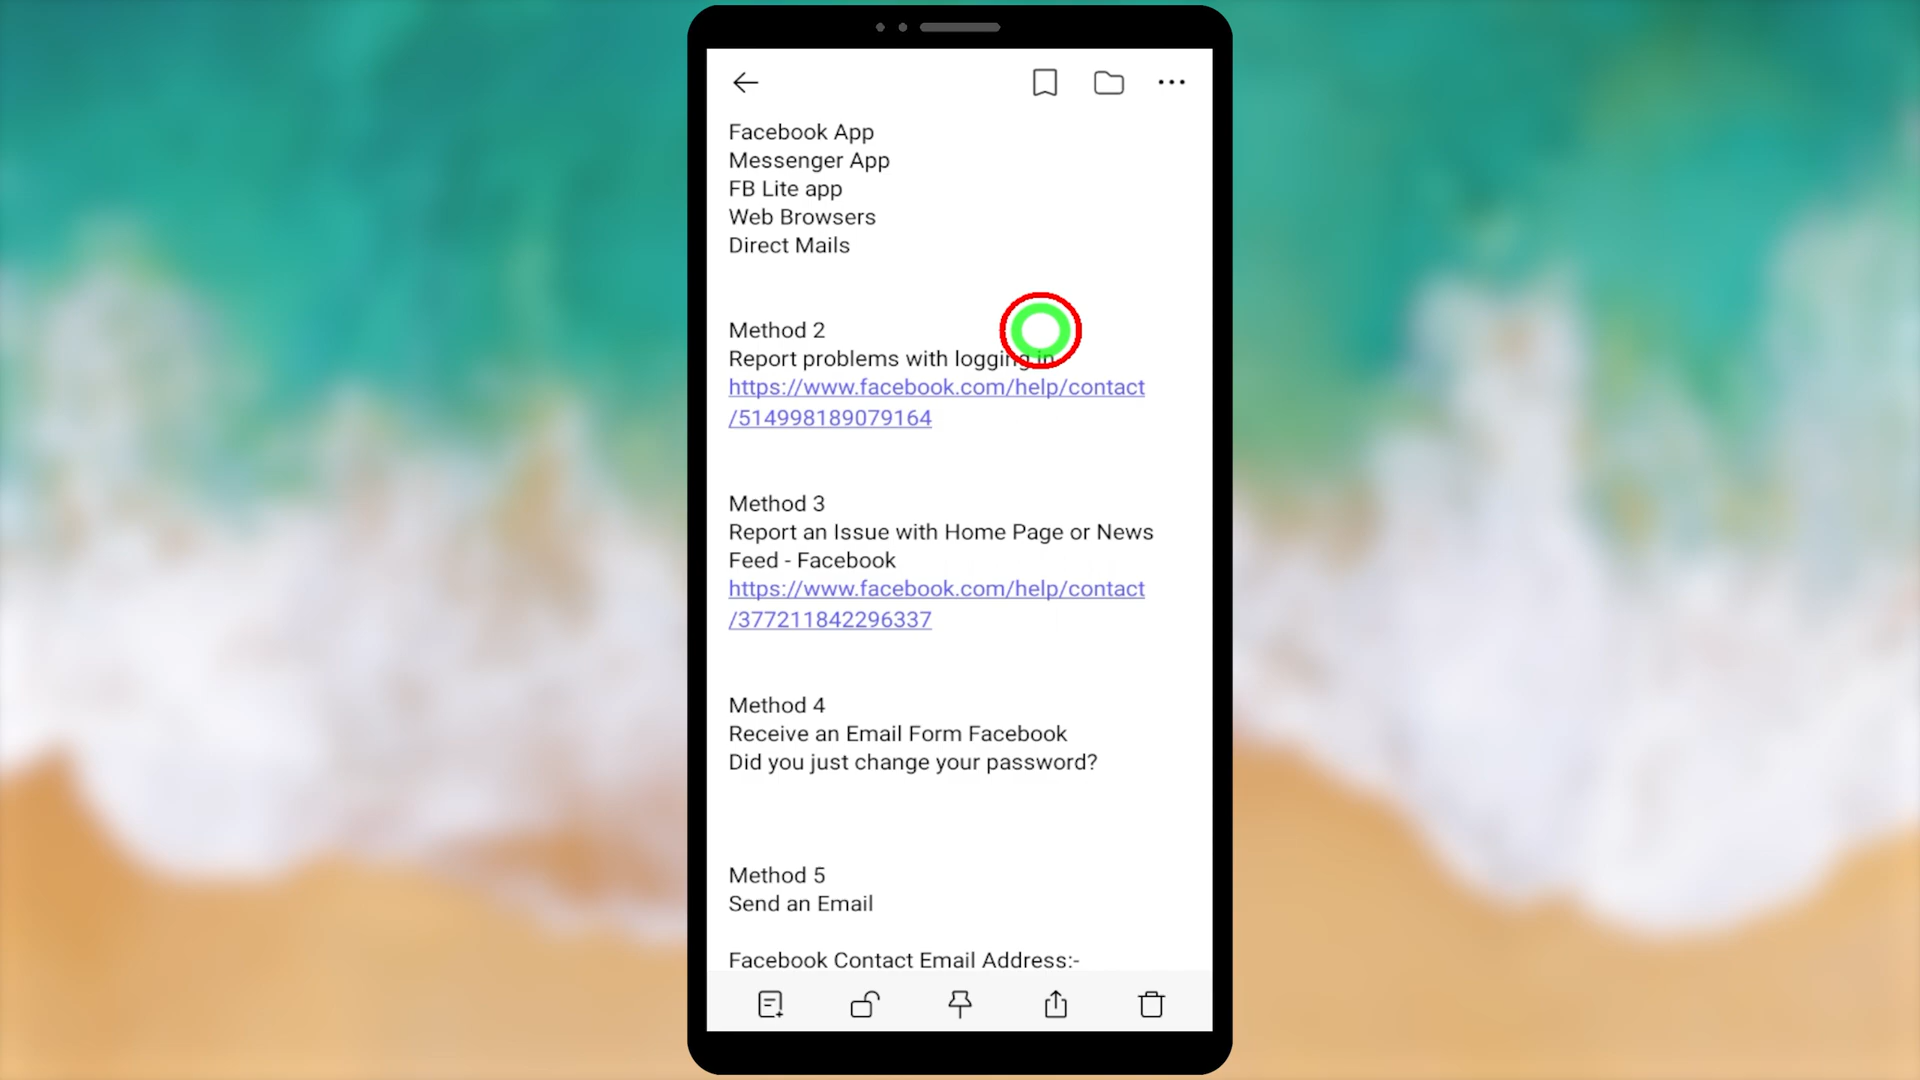 Facebook App
Messenger App
FB Lite app
Web Browsers
Direct Mails
Method 2
Report problems with logging in
https://www.facebook.com/help/contact
/514998189079164
Method 3
Report an Issue with Home Page or News
Feed - Facebook
https://www.facebook.com/help/contact
/377211842296337
Method 4
Receive an Email Form Facebook
Did you just change your password?
Method 5
Send an Email
Facebook Contact Email Address:-